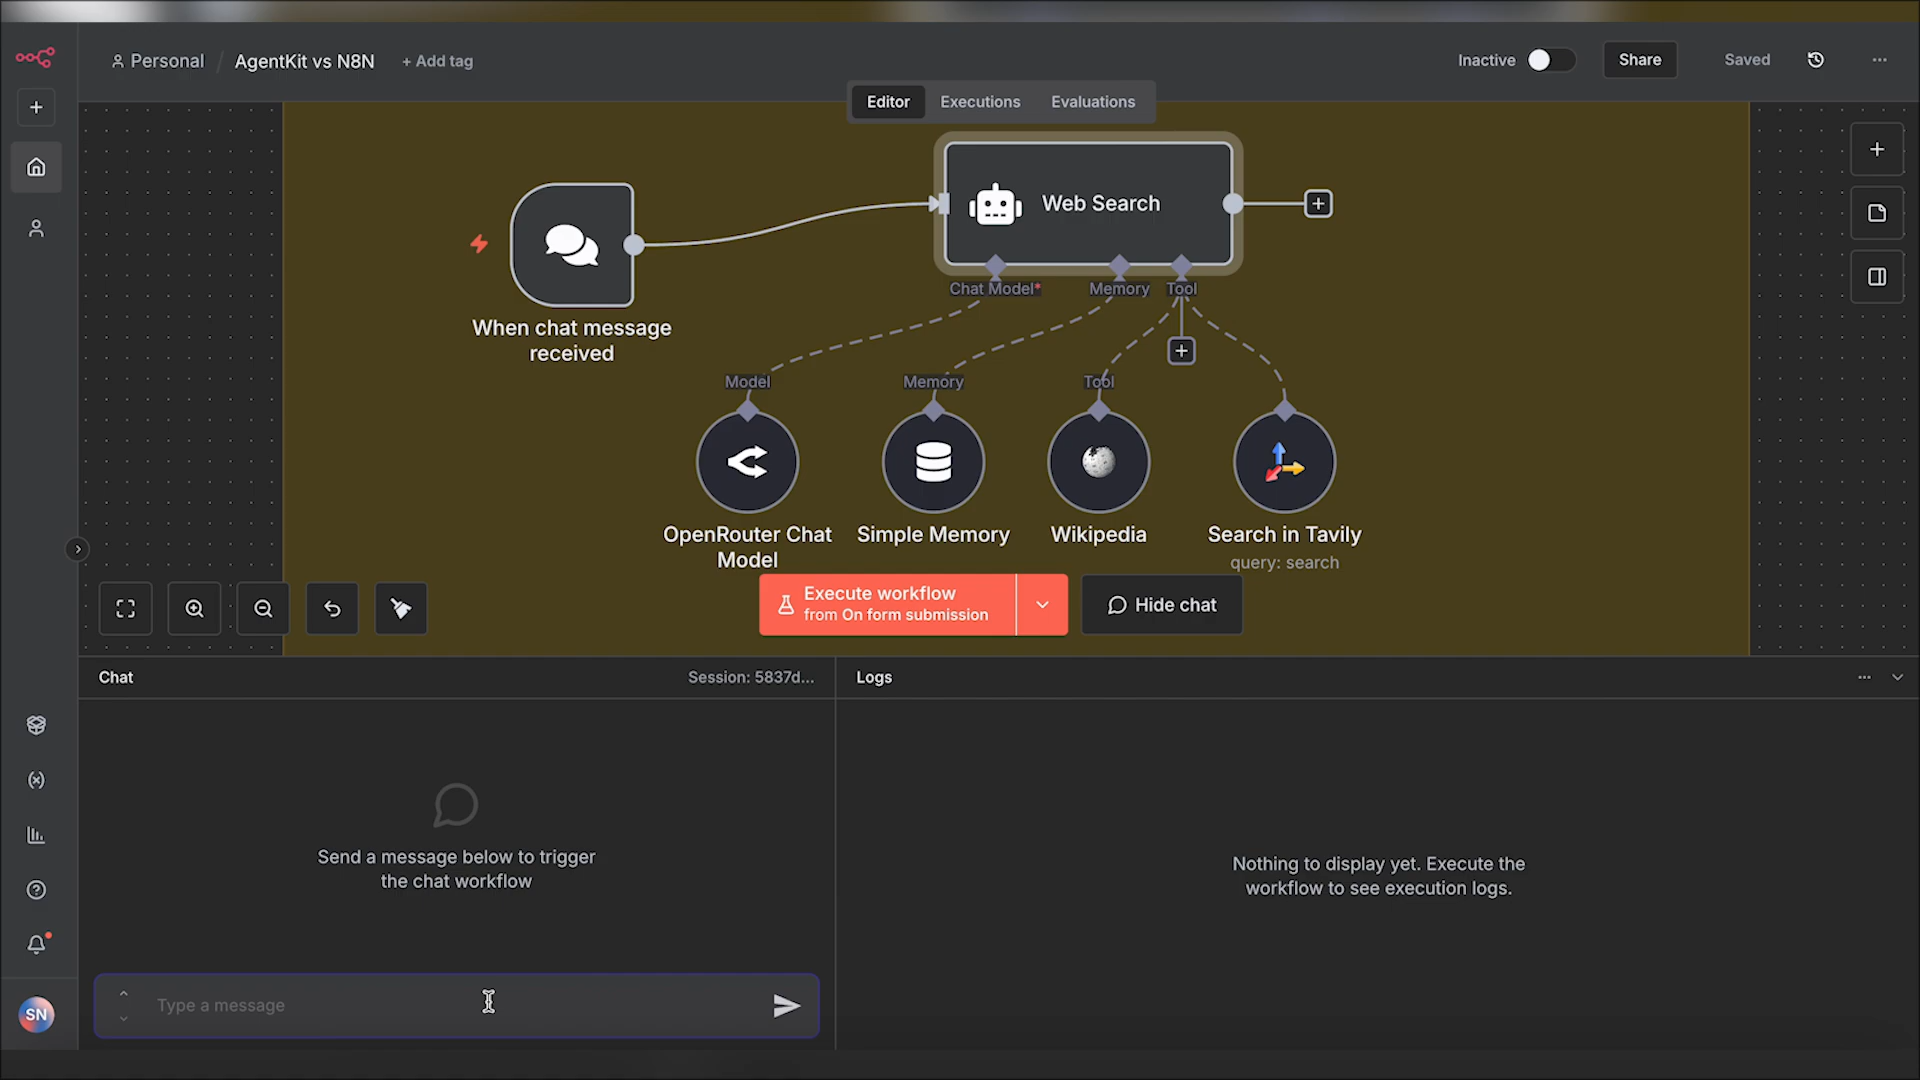 Personal / AgentKit vs N8N + Add tag
Inactive Share Saved
Editor Executions Evaluations
Web Search
Chat Model* Memory Tool
When chat message
received
Model Memory Tool
OpenRouter Chat
Model
Simple Memory
Wikipedia
Search in Tavily
query: search
Execute workflow
from On form submission
Hide chat
Chat Session: 5837d...
Logs
Send a message below to trigger
the chat workflow
Nothing to display yet. Execute the
workflow to see execution logs.
Type a message
SN